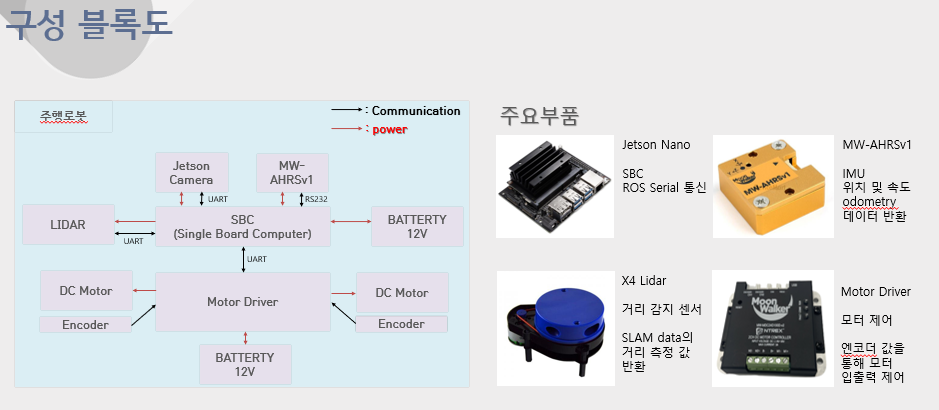 구성 블록도
주행로봇
: Communication
: power
Jetson
Camera
MW-
AHRSv1
UART
RS232
LIDAR
SBC
(Single Board Computer)
BATTERTY
12V
UART
UART
DC Motor
Motor Driver
DC Motor
Encoder
Encoder
BATTERTY
12V
주요부품
Jetson Nano
SBC
ROS Serial 통신
MW-AHRSv1
MW-AHRSv1
IMU
위치 및 속도
odometry
데이터 반환
X4 Lidar
거리 감지 센서
SLAM data의
거리 측정 값
반환
Moon
Walker
NTREX
Motor Driver
모터 제어
엔코더 값을
통해 모터
입출력 제어